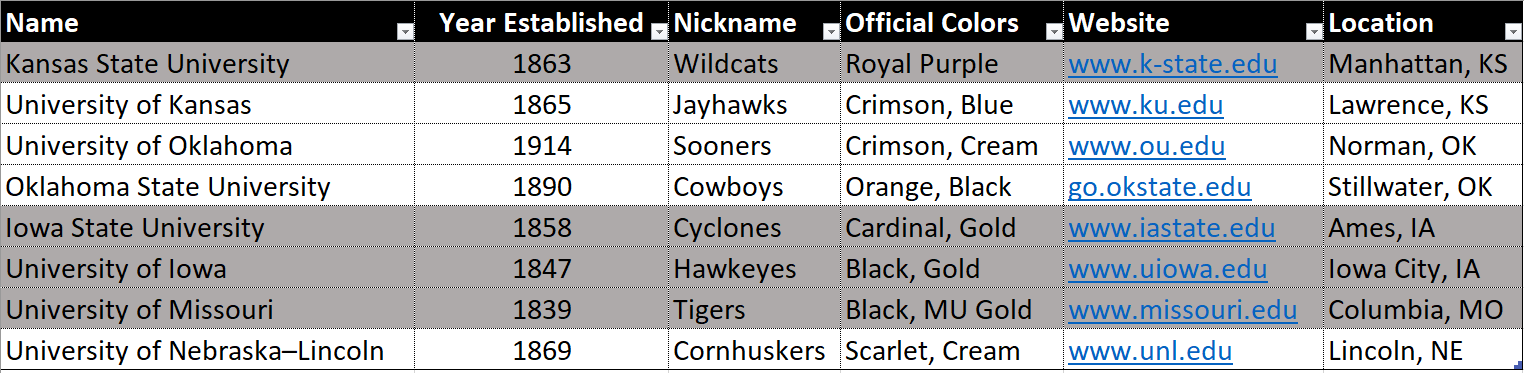 Name Year Established Nickname Official Colors Website Location
Kansas State University 1863 Wildcats Royal Purple www.k-state.edu Manhattan, KS
University of Kansas 1865 Jayhawks Crimson, Blue www.ku.edu Lawrence, KS
University of Oklahoma 1914 Sooners Crimson, Cream www.ou.edu Norman, OK
Oklahoma State University 1890 Cowboys Orange, Black go.okstate.edu Stillwater, OK
Iowa State University 1858 Cyclones Cardinal, Gold www.iastate.edu Ames, IA
University of Iowa 1847 Hawkeyes Black, Gold www.uiowa.edu Iowa City, IA
University of Missouri 1839 Tigers Black, MU Gold www.missouri.edu Columbia, MO
University of Nebraska–Lincoln 1869 Cornhuskers Scarlet, Cream www.unl.edu Lincoln, NE